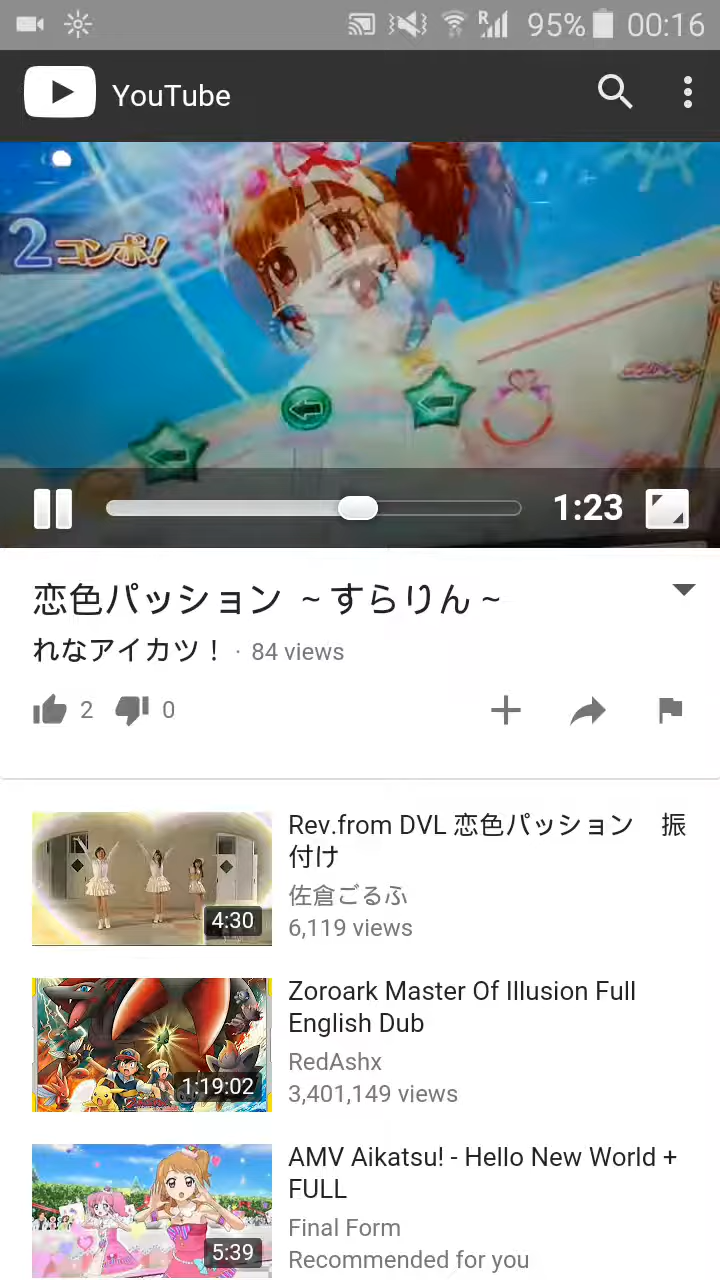 R 95% 00:16
YouTube
2コンボ!
1:23
恋色パッション ~すらりん~
れなアイカツ! · 84 views
2 0
Rev.from DVL 恋色パッション 振
付け
佐倉ごるふ
6,119 views
4:30
Zoroark Master Of Illusion Full
English Dub
RedAshx
3,401,149 views
1:19:02
AMV Aikatsu! - Hello New World +
FULL
Final Form
Recommended for you
5:39